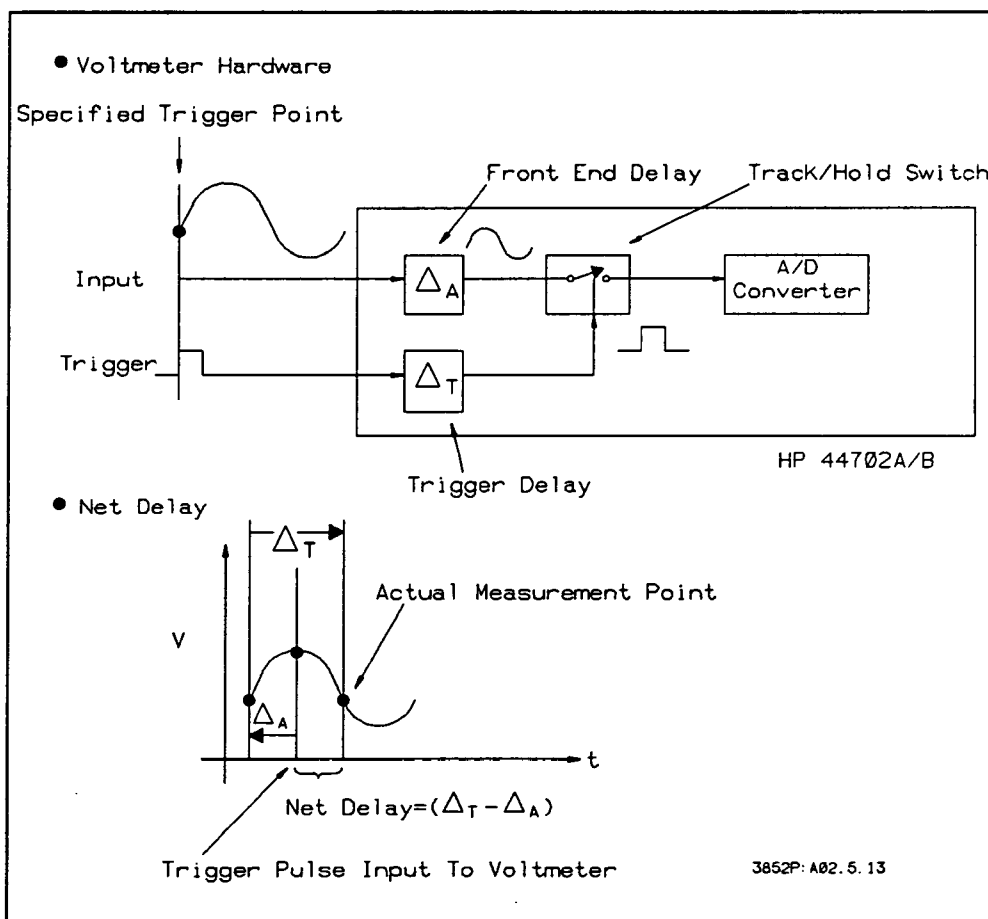 ● Voltmeter Hardware
Specified Trigger Point
Front End Delay
Track/Hold Switch
Input
Δ A
A/D
Converter
Trigger
Δ T
HP 44702A/B
Trigger Delay
● Net Delay
Δ T
Actual Measurement Point
V
Δ A
t
Net Delay=(Δ T - Δ A)
Trigger Pulse Input To Voltmeter
3852P:A02.5.13